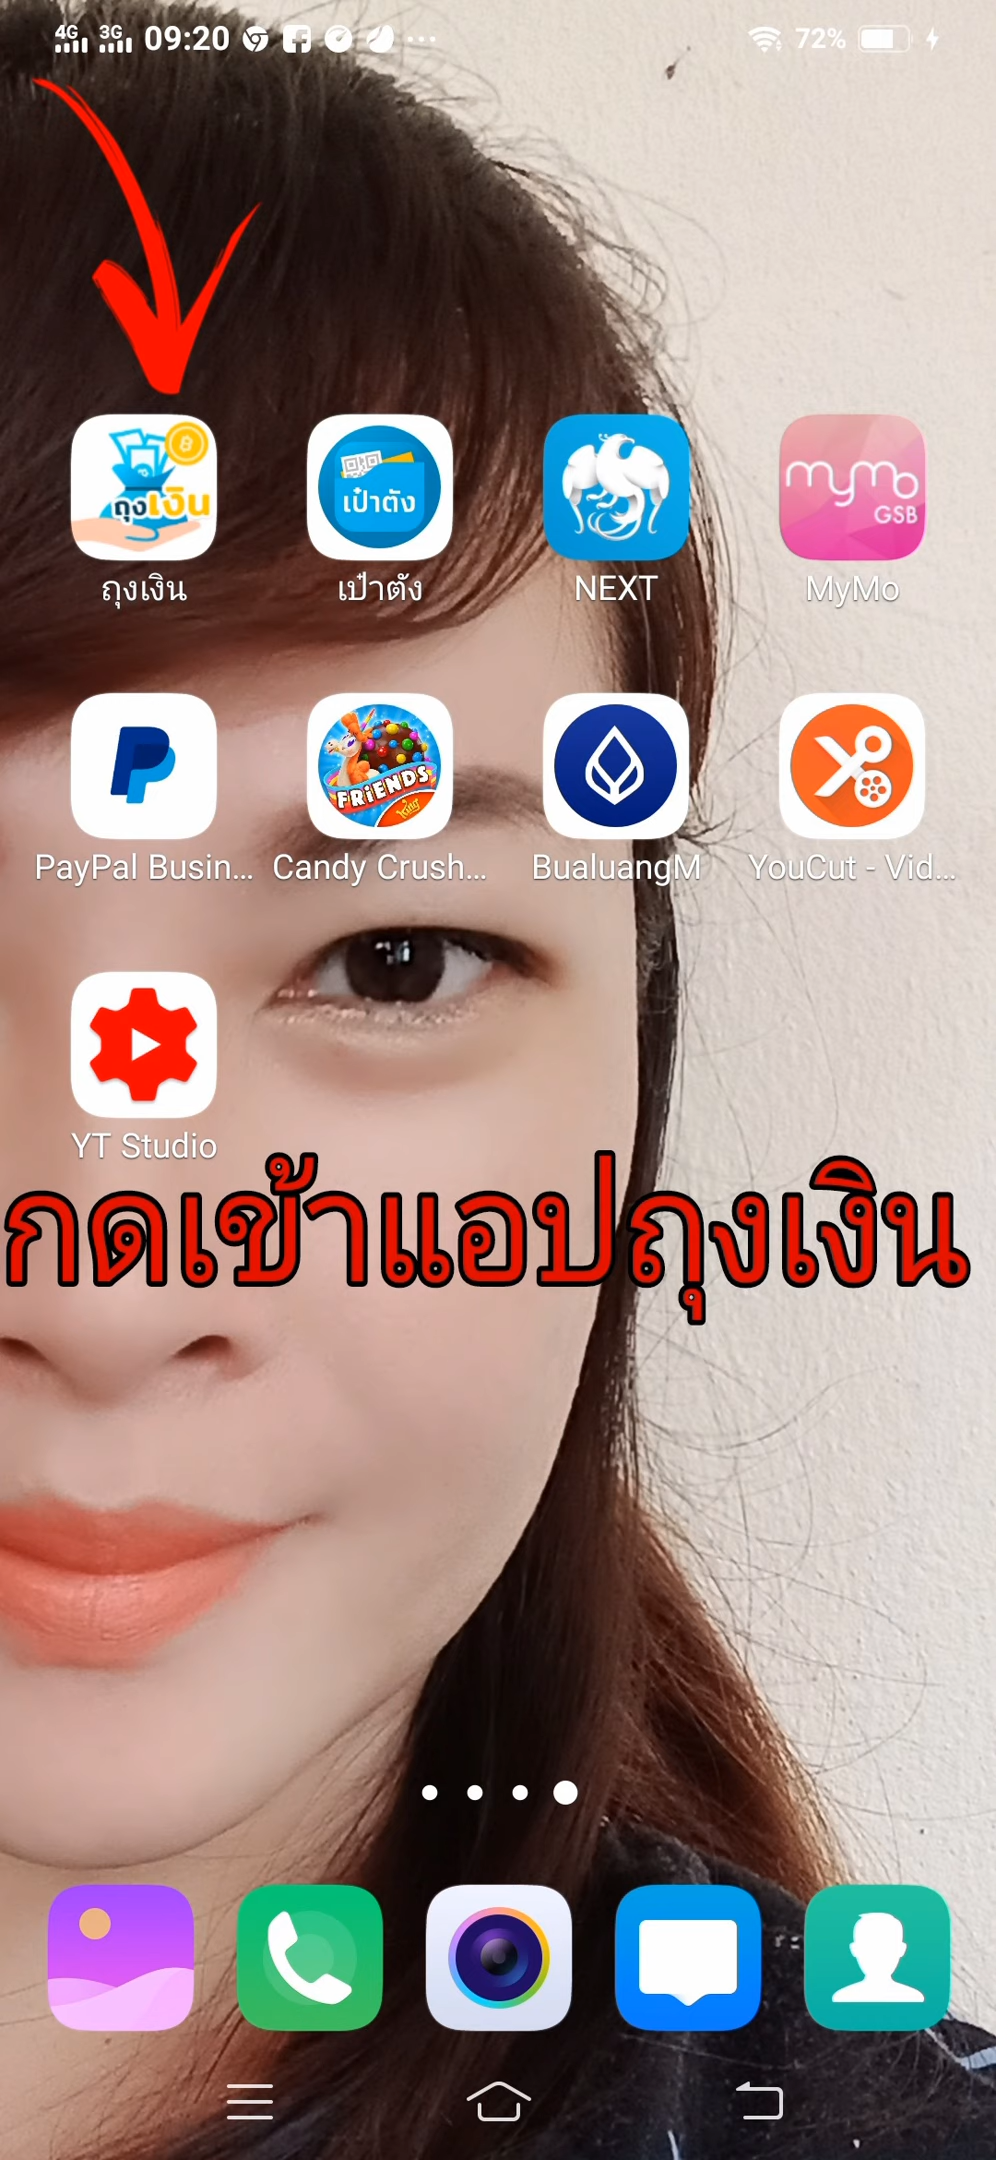 4G 3G 09:20 72%
ถุงเงิน
เป๋าตัง
mymo
GSB
ถุงเงิน เป๋าตัง NEXT MyMo
FRiENDS
King
PayPal Busin... Candy Crush... BualuangM YouCut - Vid...
YT Studio
กดเข้าแอปถุงเงิน